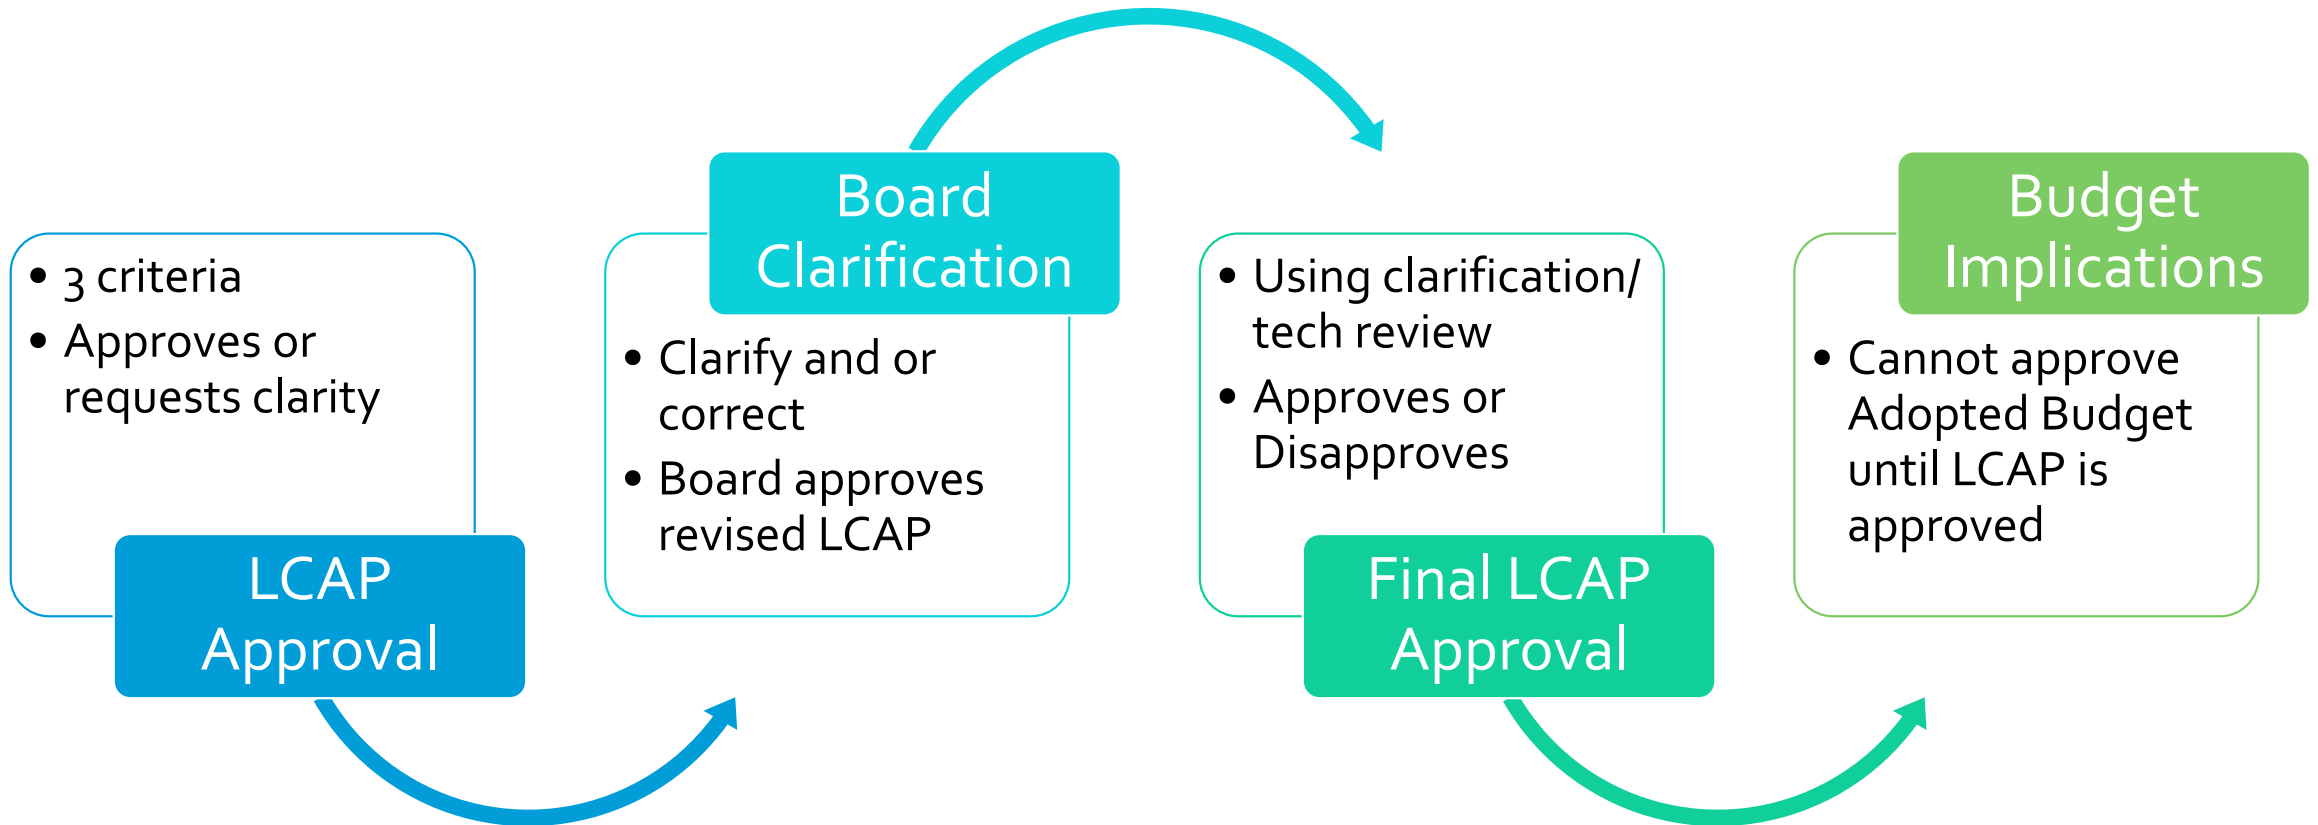 • 3 criteria
• Approves or
requests clarity
LCAP
Approval
Board
Clarification
• Clarify and or
correct
• Board approves
revised LCAP
• Using clarification/
tech review
• Approves or
Disapproves
Final LCAP
Approval
Budget
Implications
• Cannot approve
Adopted Budget
until LCAP is
approved